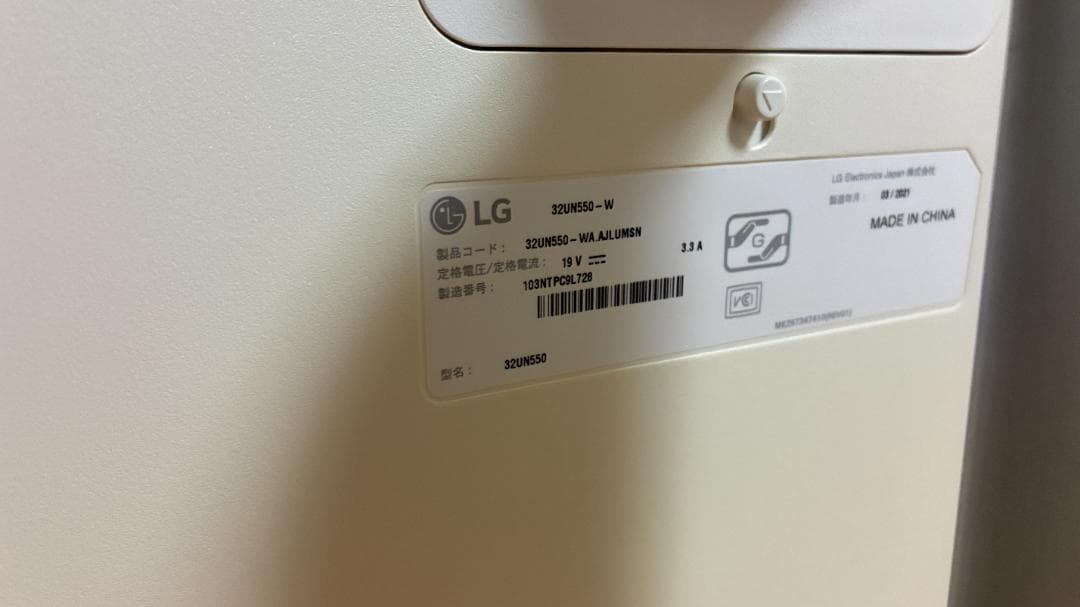 LG 32UN550-W
製品コード： 32UN550-WA.AJLUMSN
定格電圧/定格電流： 19 V 3.3 A
製造番号： 103NTPC9L728
型名： 32UN550
LG Electronics Japan 株式会社
製造年月： 03 / 2021
MADE IN CHINA
G
VCI